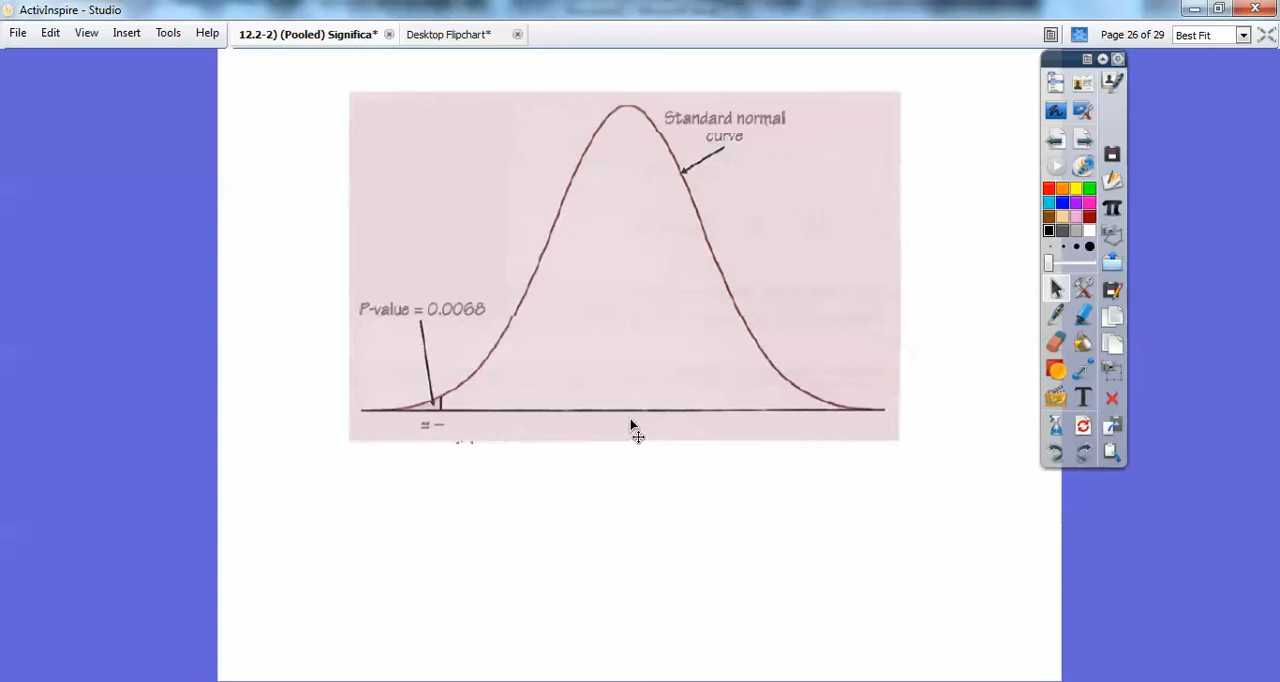 ActivInspire - Studio
File Edit View Insert Tools Help
12.2-2) (Pooled) Significa* Desktop Flipchart*
Page 26 of 29 Best Fit
Standard normal
curve
P-value = 0.0068